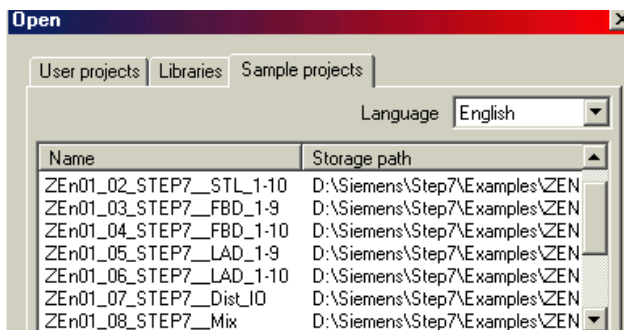 Open
User projects Libraries Sample projects
Language English
Name Storage path
ZEn01_02_STEP7__STL_1-10 D:\Siemens\Step7\Examples\ZEN
ZEn01_03_STEP7__FBD_1-9 D:\Siemens\Step7\Examples\ZEN
ZEn01_04_STEP7__FBD_1-10 D:\Siemens\Step7\Examples\ZEN
ZEn01_05_STEP7__LAD_1-9 D:\Siemens\Step7\Examples\ZEN
ZEn01_06_STEP7__LAD_1-10 D:\Siemens\Step7\Examples\ZEN
ZEn01_07_STEP7__Dist_IO D:\Siemens\Step7\Examples\ZEN
ZEn01_08_STEP7__Mix D:\Siemens\Step7\Examples\ZEN